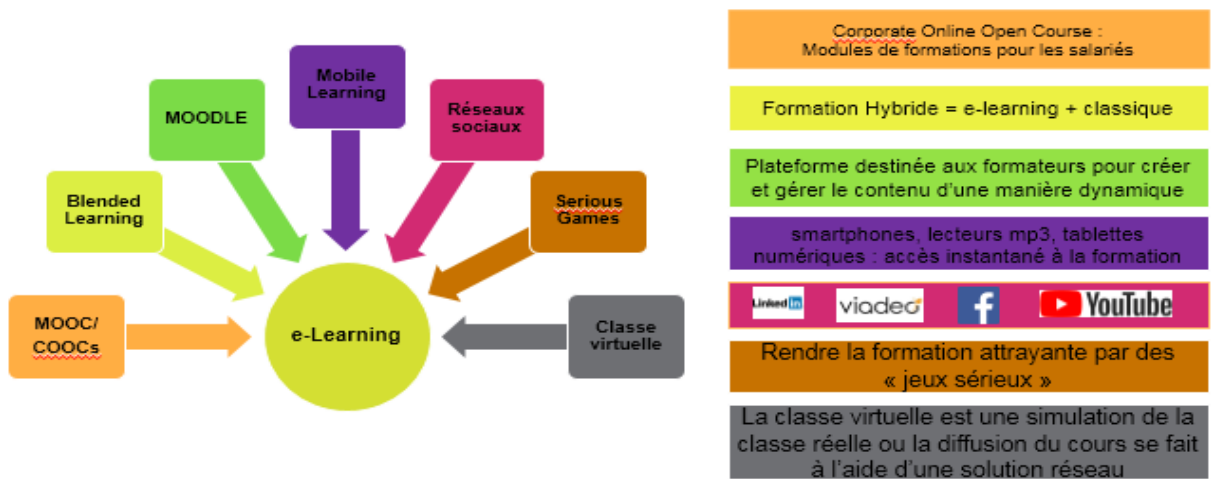 MOOC/
COOCs
Blended
Learning
MOODLE
Mobile
Learning
Réseaux
sociaux
Serious
Games
Classe
virtuelle
e-Learning
Corporate Online Open Course :
Modules de formations pour les salariés
Formation Hybride = e-learning + classique
Plateforme destinée aux formateurs pour créer
et gérer le contenu d’une manière dynamique
smartphones, lecteurs mp3, tablettes
numériques : accès instantané à la formation
Linked in
viadeo
f
YouTube
Rendre la formation attrayante par des
« jeux sérieux »
La classe virtuelle est une simulation de la
classe réelle ou la diffusion du cours se fait
à l’aide d’une solution réseau